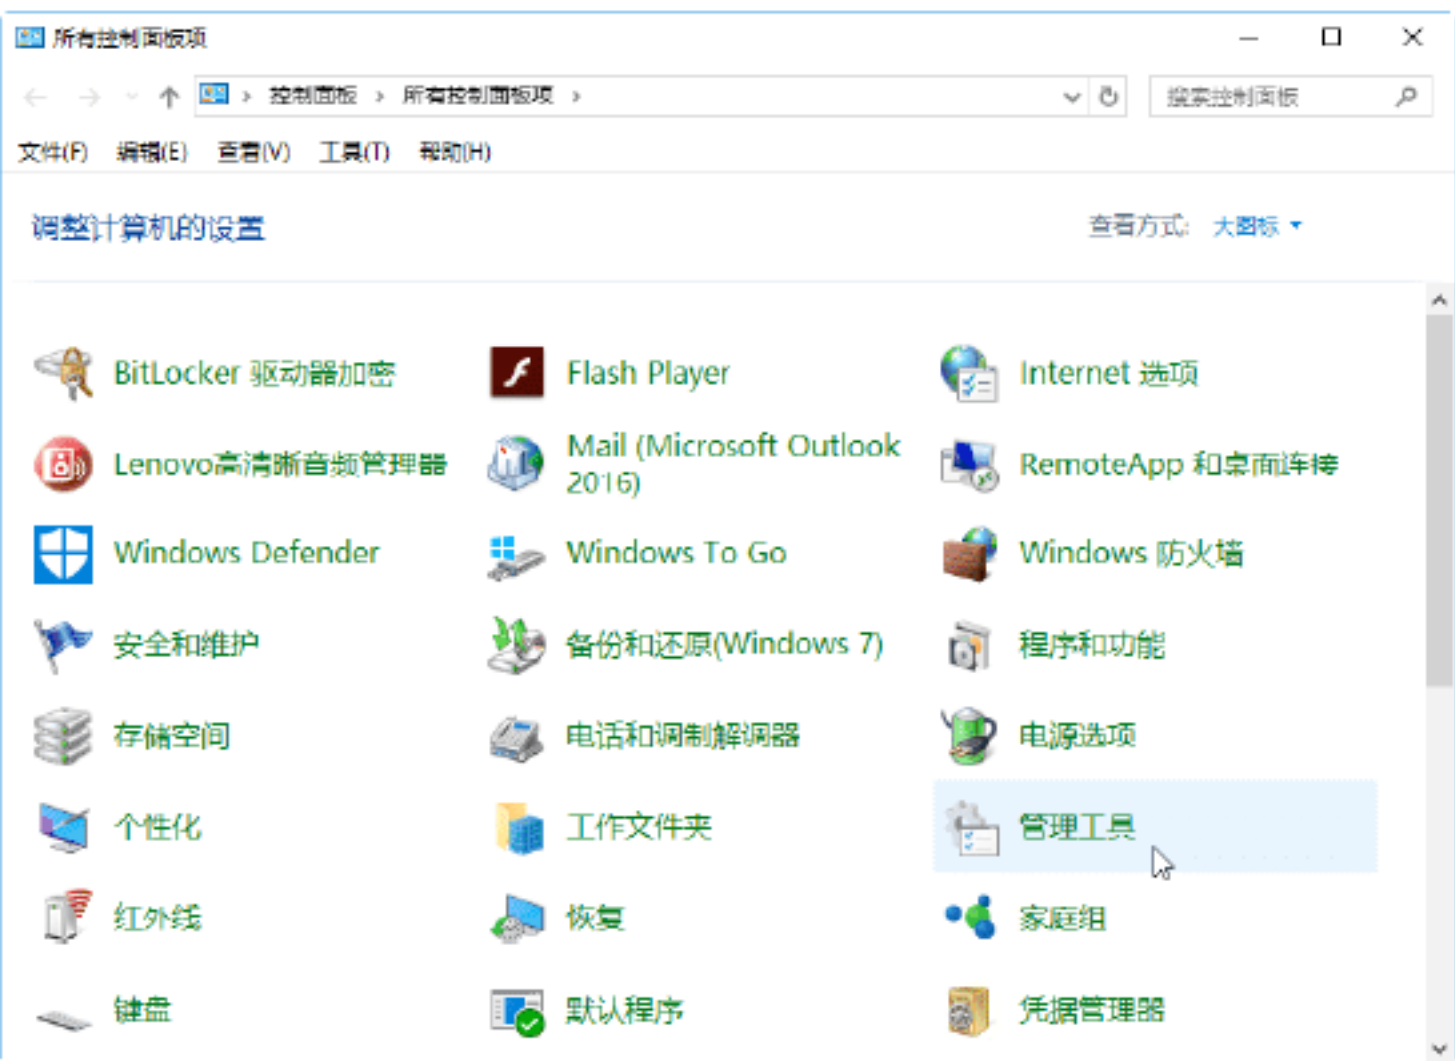 所有控制面板项
控制面板 › 所有控制面板项 ›
搜索控制面板
文件(F) 编辑(E) 查看(V) 工具(T) 帮助(H)
调整计算机的设置
查看方式: 大图标
BitLocker 驱动器加密
Flash Player
Internet 选项
Lenovo高清晰音频管理器
Mail (Microsoft Outlook
2016)
RemoteApp 和桌面连接
Windows Defender
Windows To Go
Windows 防火墙
安全和维护
备份和还原(Windows 7)
程序和功能
存储空间
电话和调制解调器
电源选项
个性化
工作文件夹
管理工具
红外线
恢复
家庭组
键盘
默认程序
凭据管理器